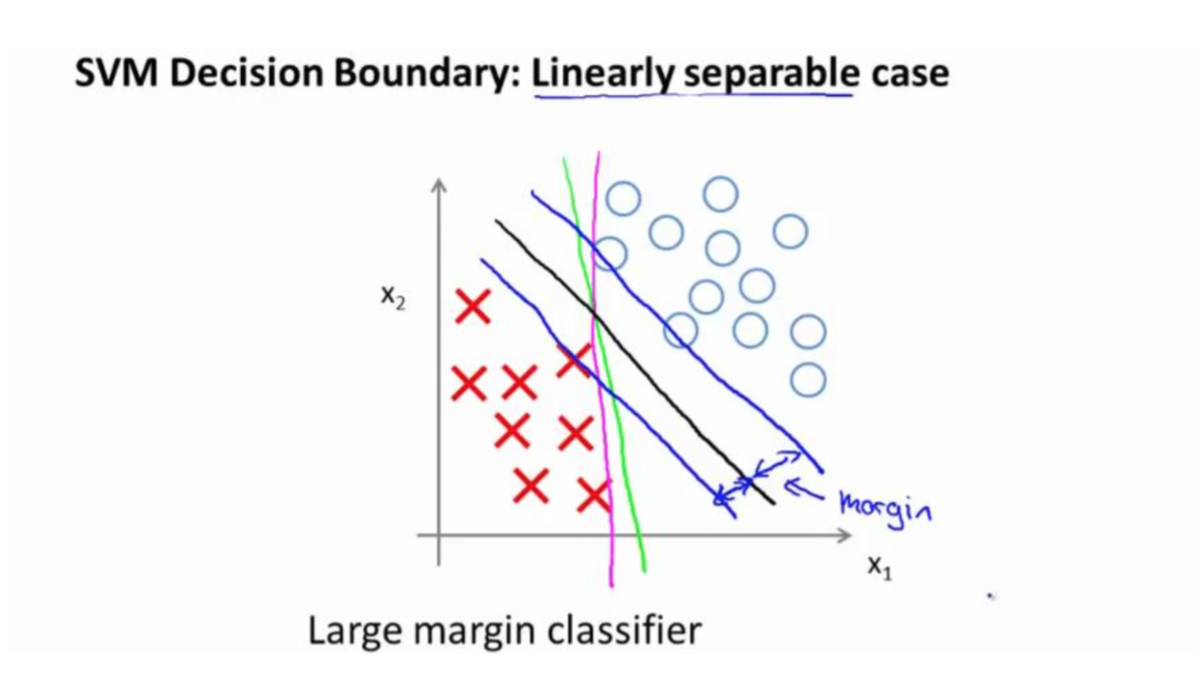 SVM Decision Boundary: Linearly separable case
x₂
margin
x₁
Large margin classifier